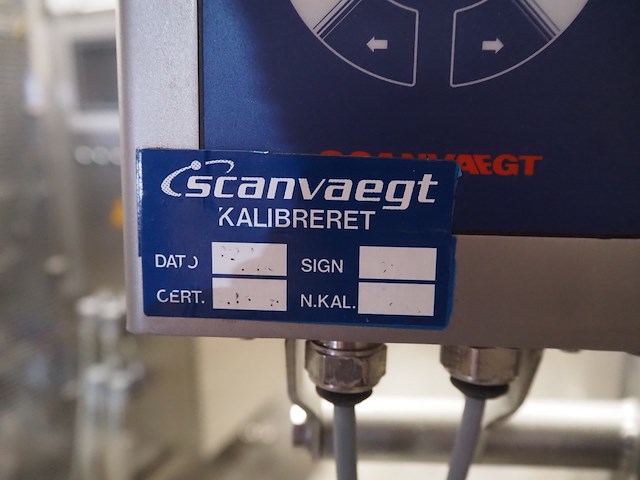 SCANVAEGT
scanvaegt
KALIBRERET
DATO SIGN
CERT. N.KAL.